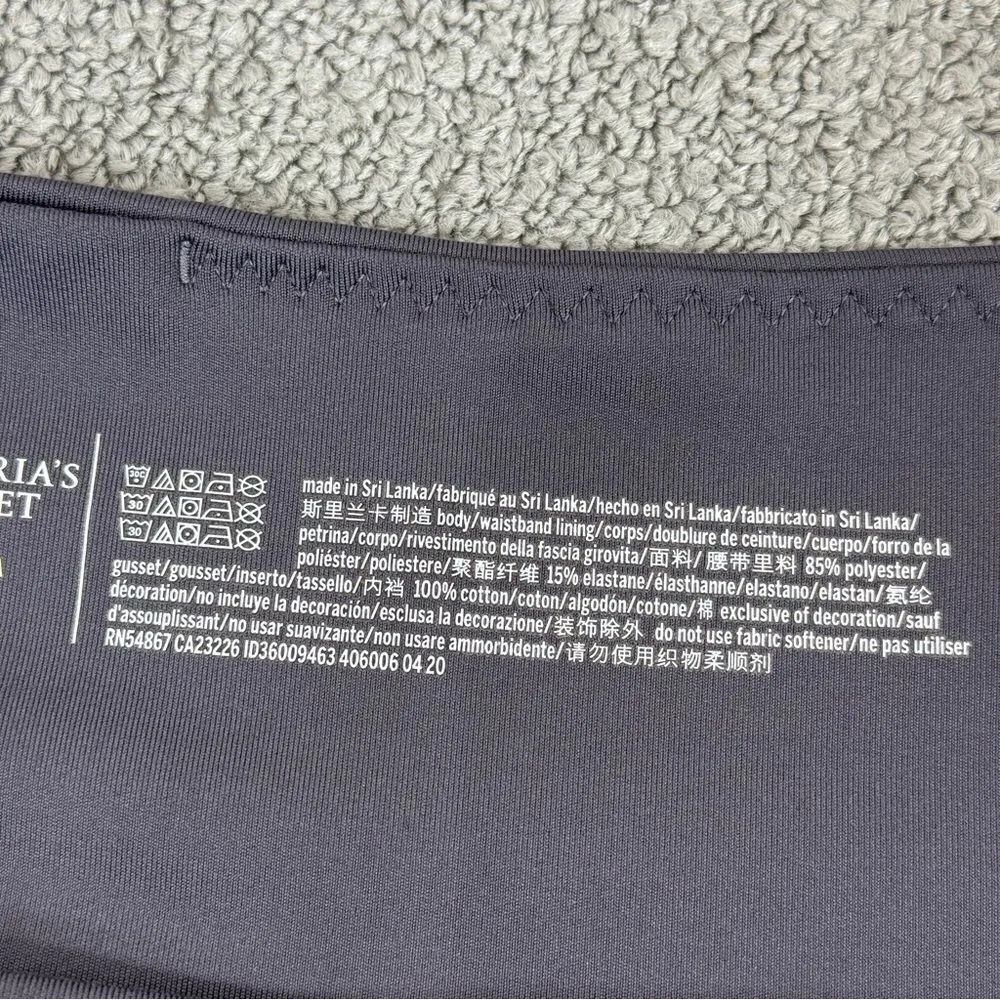 RIA'S
ET
A
30C
30
30
made in Sri Lanka/fabriqué au Sri Lanka/hecho en Sri Lanka/fabbricato in Sri Lanka/
斯里兰卡制造 body/waistband lining/corps/doublure de ceinture/cuerpo/forro de la
petrina/corpo/rivestimento della fascia girovita/面料/腰带里料 85% polyester/
poliéster/poliestere/聚酯纤维 15% elastane/élasthanne/elastano/elastan/氨纶
gusset/gousset/inserto/tassello/内裆 100% cotton/coton/algodón/cotone/棉 exclusive of decoration/sauf
décoration/no incluye la decoración/esclusa la decorazione/装饰除外 do not use fabric softener/ne pas utiliser
d'assouplissant/no usar suavizante/non usare ammorbidente/请勿使用织物柔顺剂
RN54867 CA23226 ID36009463 406006 04 20